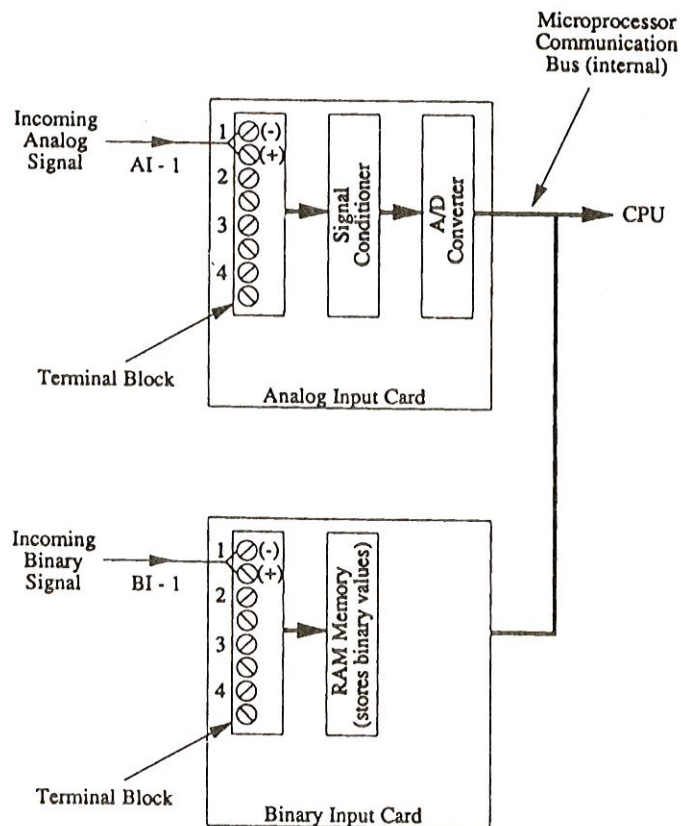 Microprocessor
Communication
Bus (internal)
Incoming
Analog
Signal
AI - 1
1
(-)
(+)
2
3
4
Signal
Conditioner
A/D
Converter
CPU
Terminal Block
Analog Input Card
Incoming
Binary
Signal
BI - 1
1
(-)
(+)
2
3
4
RAM Memory
(stores binary values)
Terminal Block
Binary Input Card